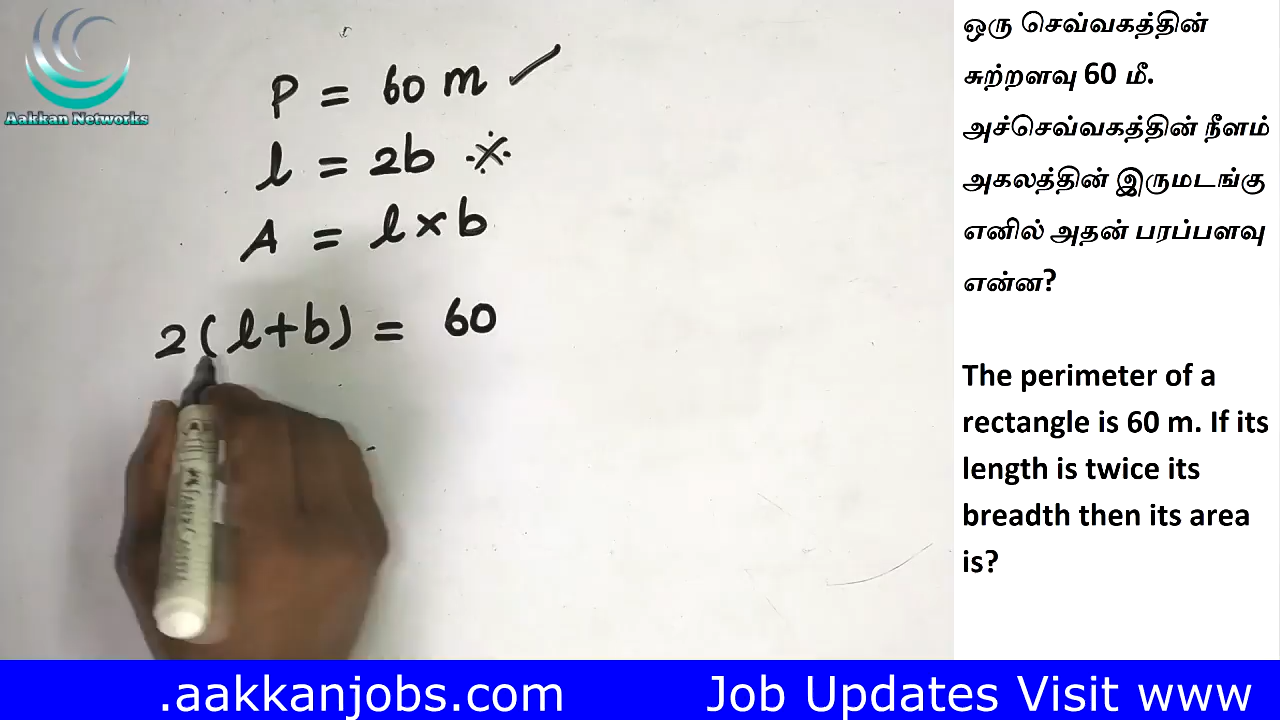 Aakkan Networks
P = 60 m ✓
l = 2b ※
A = l × b
2(l+b) = 60
ஒரு செவ்வகத்தின்
சுற்றளவு 60 மீ.
அச்செவ்வகத்தின் நீளம்
அகலத்தின் இருமடங்கு
எனில் அதன் பரப்பளவு
என்ன?
The perimeter of a
rectangle is 60 m. If its
length is twice its
breadth then its area
is?
.aakkanjobs.com Job Updates Visit www